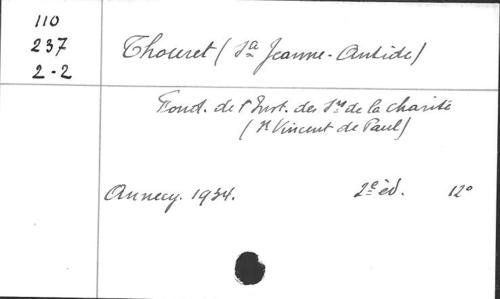 110
237
2-2
Thouret (Sa Jeanne-Antide)
Fond. de l'Inst. des Srs de la Charité
(St Vincent de Paul)
Annecy. 1934. 2e éd. 12°